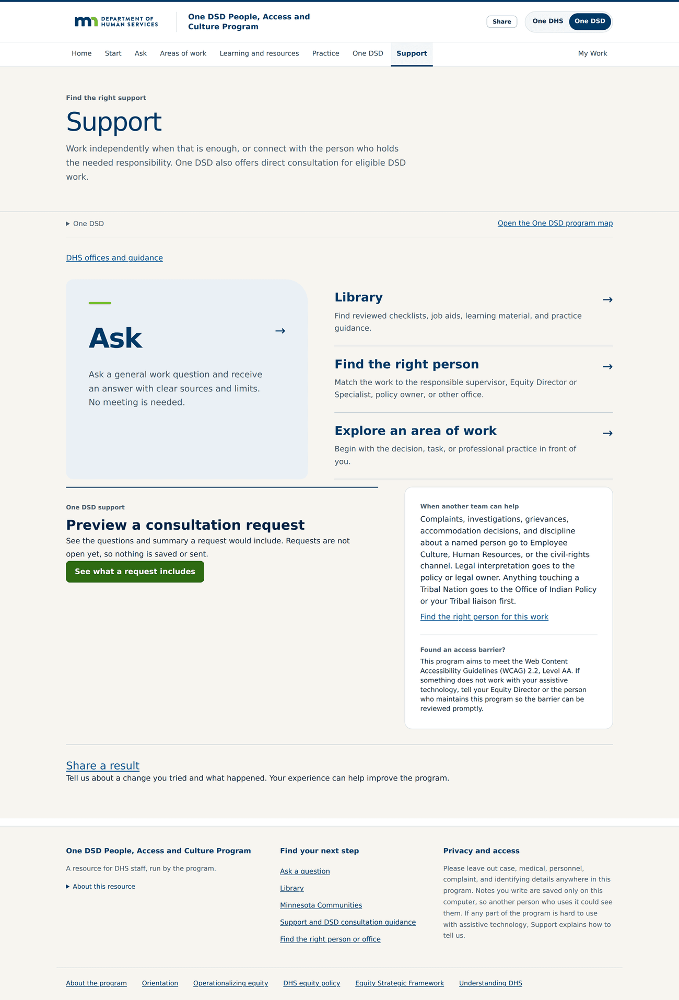 DEPARTMENT OF
HUMAN SERVICES
One DSD People, Access and
Culture Program
Share
One DHS
One DSD
Home
Start
Ask
Areas of work
Learning and resources
Practice
One DSD
Support
My Work
Find the right support
Support
Work independently when that is enough, or connect with the person who holds
the needed responsibility. One DSD also offers direct consultation for eligible DSD
work.
One DSD
Open the One DSD program map
DHS offices and guidance
Ask
→
Ask a general work question and receive
an answer with clear sources and limits.
No meeting is needed.
Library
→
Find reviewed checklists, job aids, learning material, and practice
guidance.
Find the right person
→
Match the work to the responsible supervisor, Equity Director or
Specialist, policy owner, or other office.
Explore an area of work
→
Begin with the decision, task, or professional practice in front of
you.
One DSD support
Preview a consultation request
See the questions and summary a request would include. Requests are not
open yet, so nothing is saved or sent.
See what a request includes
When another team can help
Complaints, investigations, grievances,
accommodation decisions, and discipline
about a named person go to Employee
Culture, Human Resources, or the civil-rights
channel. Legal interpretation goes to the
policy or legal owner. Anything touching a
Tribal Nation goes to the Office of Indian Policy
or your Tribal liaison first.
Find the right person for this work
Found an access barrier?
This program aims to meet the Web Content
Accessibility Guidelines (WCAG) 2.2, Level AA. If
something does not work with your assistive
technology, tell your Equity Director or the person
who maintains this program so the barrier can be
reviewed promptly.
Share a result
Tell us about a change you tried and what happened. Your experience can help improve the program.
One DSD People, Access and Culture Program
A resource for DHS staff, run by the program.
About this resource
Find your next step
Ask a question
Library
Minnesota Communities
Support and DSD consultation guidance
Find the right person or office
Privacy and access
Please leave out case, medical, personnel,
complaint, and identifying details anywhere in this
program. Notes you write are saved only on this
computer, so another person who uses it could see
them. If any part of the program is hard to use
with assistive technology, Support explains how to
tell us.
About the program
Orientation
Operationalizing equity
DHS equity policy
Equity Strategic Framework
Understanding DHS